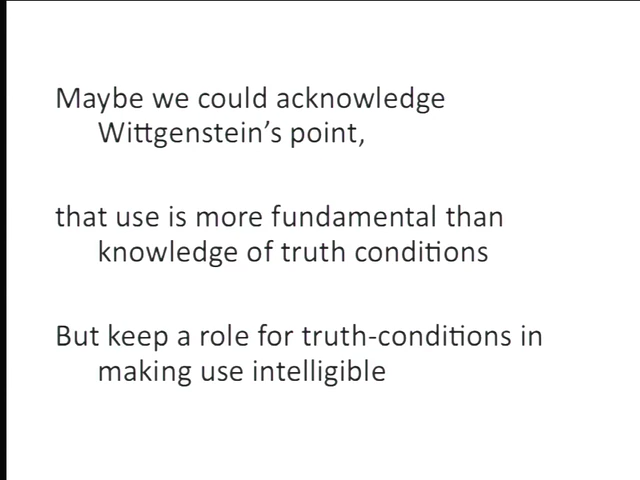 Maybe we could acknowledge
Wittgenstein’s point,
that use is more fundamental than
knowledge of truth conditions
But keep a role for truth-conditions in
making use intelligible